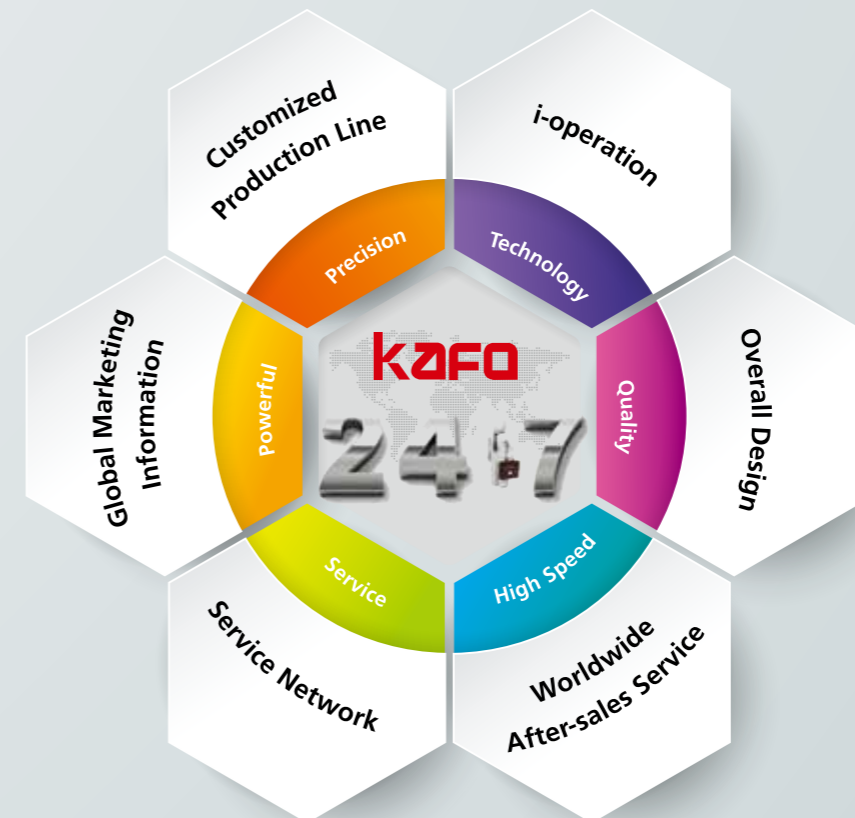 Customized
Production Line
i-operation
Precision
Technology
Global Marketing
Information
Powerful
kafo
24 7
Quality
Overall Design
Service
High Speed
Service Network
Worldwide
After-sales Service